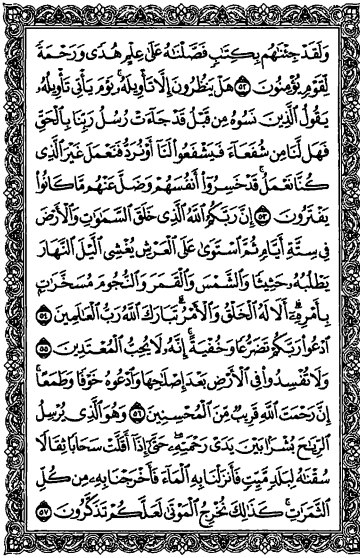 وَلَقَدْ جِئْنَٰهُم بِكِتَٰبٍ فَصَّلْنَٰهُ عَلَىٰ عِلْمٍ هُدًى وَرَحْمَةً
لِّقَوْمٍ يُؤْمِنُونَ ٥٢ هَلْ يَنظُرُونَ إِلَّا تَأْوِيلَهُۥ ۚ يَوْمَ يَأْتِى تَأْوِيلُهُۥ
يَقُولُ ٱلَّذِينَ نَسُوهُ مِن قَبْلُ قَدْ جَآءَتْ رُسُلُ رَبِّنَا بِٱلْحَقِّ
فَهَل لَّنَا مِن شُفَعَآءَ فَيَشْفَعُوا۟ لَنَآ أَوْ نُرَدُّ فَنَعْمَلَ غَيْرَ ٱلَّذِى
كُنَّا نَعْمَلُ ۚ قَدْ خَسِرُوٓا۟ أَنفُسَهُمْ وَضَلَّ عَنْهُم مَّا كَانُوا۟
يَفْتَرُونَ ٥٣ إِنَّ رَبَّكُمُ ٱللَّهُ ٱلَّذِى خَلَقَ ٱلسَّمَٰوَٰتِ وَٱلْأَرْضَ
فِى سِتَّةِ أَيَّامٍ ثُمَّ ٱسْتَوَىٰ عَلَى ٱلْعَرْشِ يُغْشِى ٱلَّيْلَ ٱلنَّهَارَ
يَطْلُبُهُۥ حَثِيثًا وَٱلشَّمْسَ وَٱلْقَمَرَ وَٱلنُّجُومَ مُسَخَّرَٰتٍۭ
بِأَمْرِهِۦٓ ۗ أَلَا لَهُ ٱلْخَلْقُ وَٱلْأَمْرُ ۗ تَبَارَكَ ٱللَّهُ رَبُّ ٱلْعَٰلَمِينَ ٥٤
ٱدْعُوا۟ رَبَّكُمْ تَضَرُّعًا وَخُفْيَةً ۚ إِنَّهُۥ لَا يُحِبُّ ٱلْمُعْتَدِينَ ٥٥
وَلَا تُفْسِدُوا۟ فِى ٱلْأَرْضِ بَعْدَ إِصْلَٰحِهَا وَٱدْعُوهُ خَوْفًا وَطَمَعًا ۚ
إِنَّ رَحْمَتَ ٱللَّهِ قَرِيبٌ مِّنَ ٱلْمُحْسِنِينَ ٥٦ وَهُوَ ٱلَّذِى يُرْسِلُ
ٱلرِّيَٰحَ بُشْرًۢا بَيْنَ يَدَىْ رَحْمَتِهِۦ ۖ حَتَّىٰٓ إِذَآ أَقَلَّتْ سَحَابًا ثِقَالًا
سُقْنَٰهُ لِبَلَدٍ مَّيِّتٍ فَأَنزَلْنَا بِهِ ٱلْمَآءَ فَأَخْرَجْنَا بِهِۦ مِن كُلِّ
ٱلثَّمَرَٰتِ ۚ كَذَٰلِكَ نُخْرِجُ ٱلْمَوْتَىٰ لَعَلَّكُمْ تَذَكَّرُونَ ٥٧